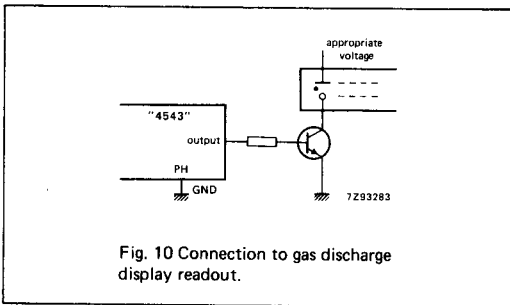 appropriate
voltage
"4543"
output
PH
GND
7Z93283
Fig. 10 Connection to gas discharge
display readout.